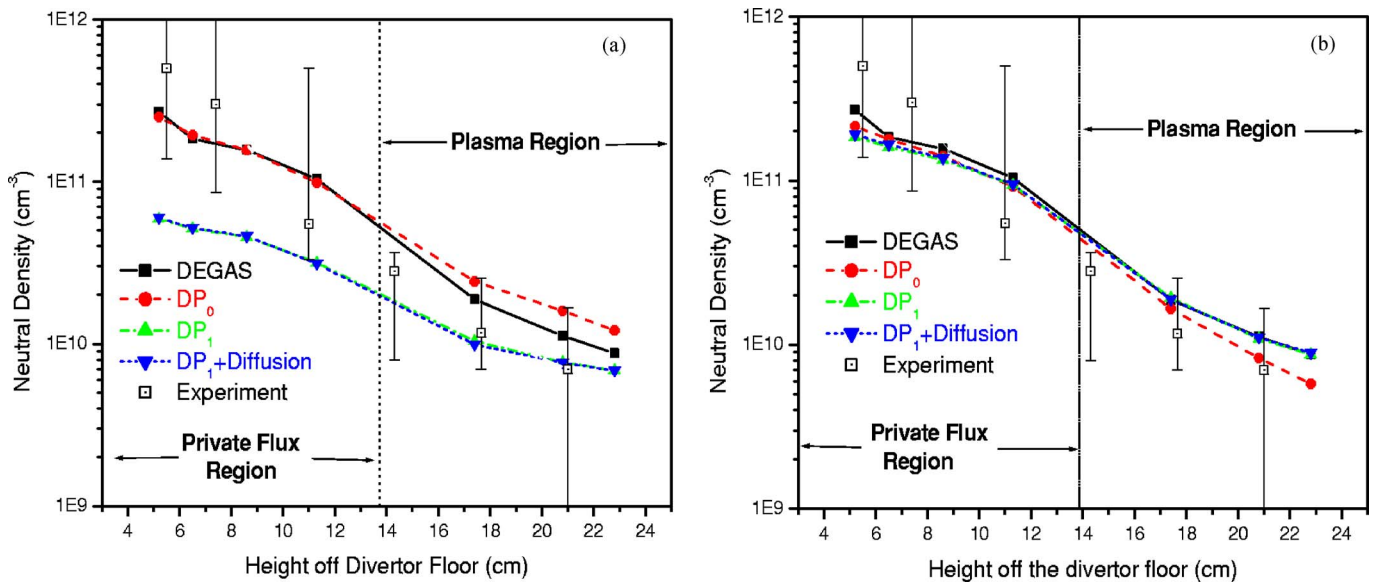 (a)
1E12
1E11
1E10
1E9
Neutral Density (cm⁻³)
Plasma Region
DEGAS
DP₀
DP₁
DP₁+Diffusion
Experiment
Private Flux
Region
4 6 8 10 12 14 16 18 20 22 24
Height off Divertor Floor (cm)
(b)
1E12
1E11
1E10
1E9
Neutral Density (cm⁻³)
Plasma Region
DEGAS
DP₀
DP₁
DP₁+Diffusion
Experiment
Private Flux
Region
4 6 8 10 12 14 16 18 20 22 24
Height off the divertor floor (cm)